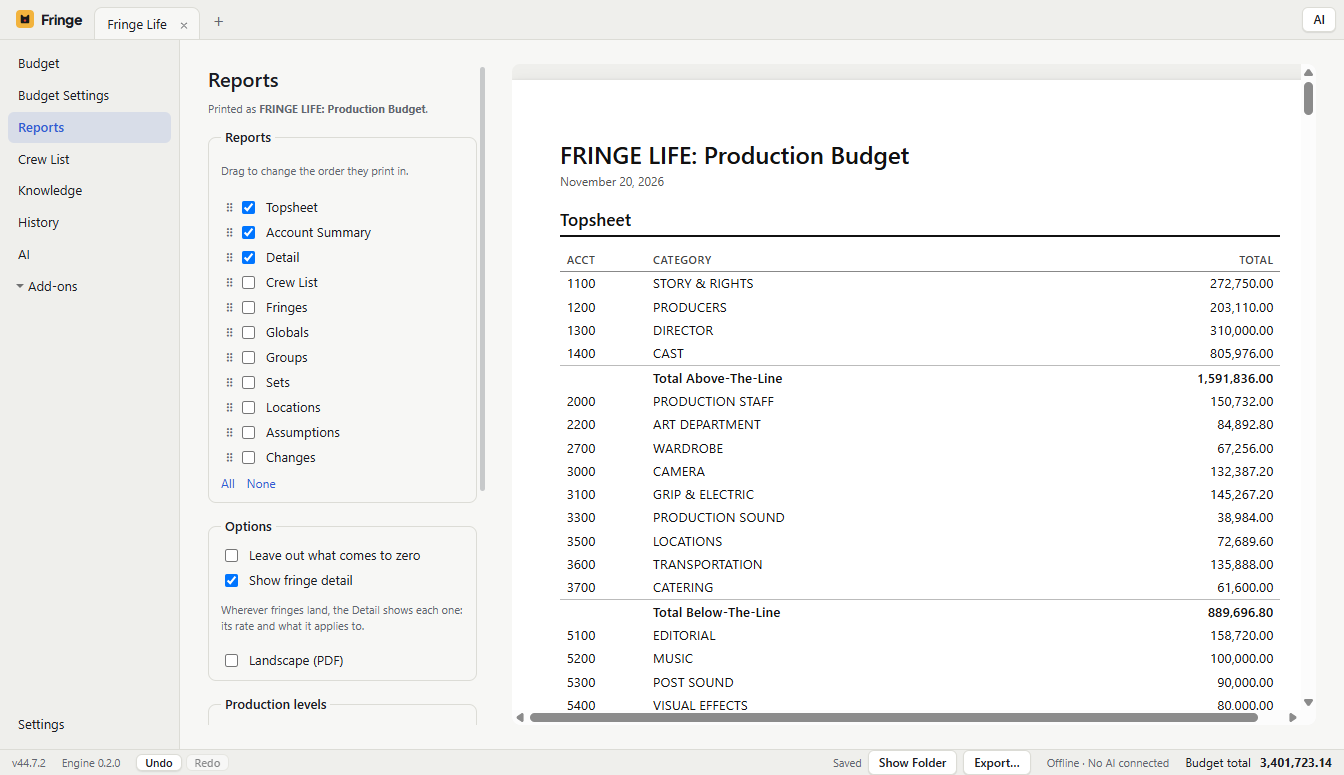 Fringe
Fringe Life × +
AI
Budget
Budget Settings
Reports
Crew List
Knowledge
History
AI
Add-ons
Settings
Reports
Printed as FRINGE LIFE: Production Budget.
Reports
Drag to change the order they print in.
Topsheet
Account Summary
Detail
Crew List
Fringes
Globals
Groups
Sets
Locations
Assumptions
Changes
All None
Options
Leave out what comes to zero
Show fringe detail
Wherever fringes land, the Detail shows each one:
its rate and what it applies to.
Landscape (PDF)
Production levels
FRINGE LIFE: Production Budget
November 20, 2026
Topsheet
ACCT CATEGORY TOTAL
1100 STORY & RIGHTS 272,750.00
1200 PRODUCERS 203,110.00
1300 DIRECTOR 310,000.00
1400 CAST 805,976.00
Total Above-The-Line 1,591,836.00
2000 PRODUCTION STAFF 150,732.00
2200 ART DEPARTMENT 84,892.80
2700 WARDROBE 67,256.00
3000 CAMERA 132,387.20
3100 GRIP & ELECTRIC 145,267.20
3300 PRODUCTION SOUND 38,984.00
3500 LOCATIONS 72,689.60
3600 TRANSPORTATION 135,888.00
3700 CATERING 61,600.00
Total Below-The-Line 889,696.80
5100 EDITORIAL 158,720.00
5200 MUSIC 100,000.00
5300 POST SOUND 90,000.00
5400 VISUAL EFFECTS 80,000.00
v44.7.2 Engine 0.2.0 Undo Redo Saved Show Folder Export... Offline · No AI connected Budget total 3,401,723.14